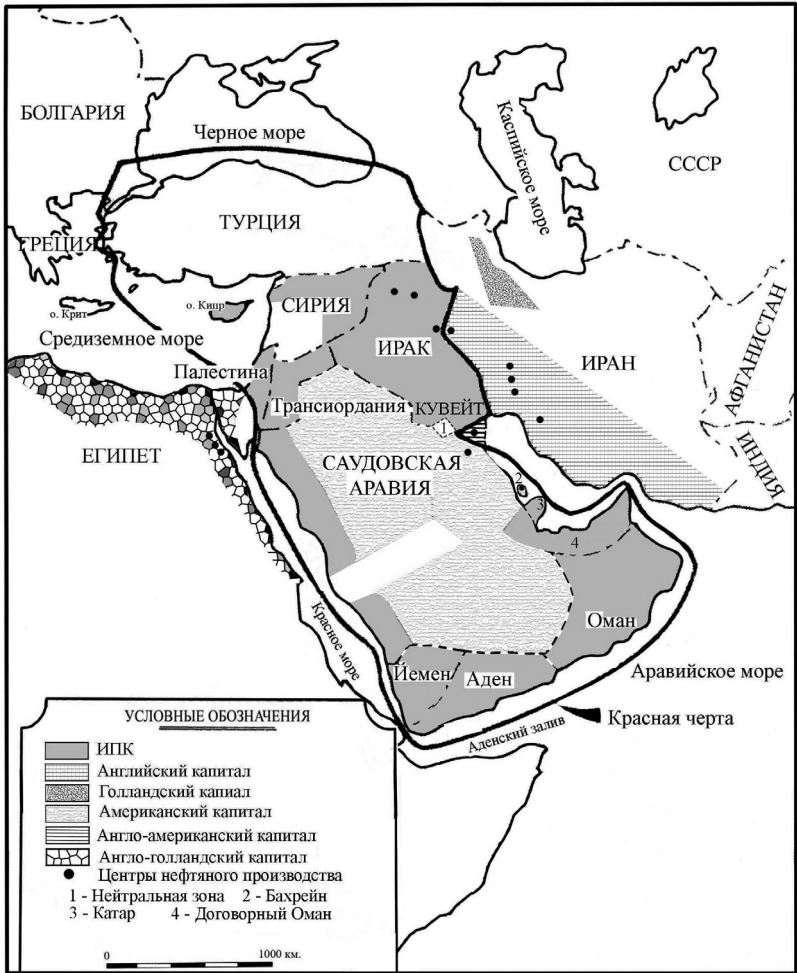 БОЛГАРИЯ
Черное море
Каспийское море
СССР
ГРЕЦИЯ
ТУРЦИЯ
о. Крит
о. Кипр
СИРИЯ
Средиземное море
ИРАК
ИРАН
АФГАНИСТАН
Палестина
Трансиордания
КУВЕЙТ
1
ЕГИПЕТ
САУДОВСКАЯ
АРАВИЯ
ИНДИЯ
2
3
4
Красное море
Оман
Йемен
Аден
Аравийское море
Аденский залив
Красная черта
УСЛОВНЫЕ ОБОЗНАЧЕНИЯ
ИПК
Английский капитал
Голландский капиал
Американский капитал
Англо-американский капитал
Англо-голландский капитал
Центры нефтяного производства
1 - Нейтральная зона 2 - Бахрейн
3 - Катар 4 - Договорный Оман
0 1000 км.